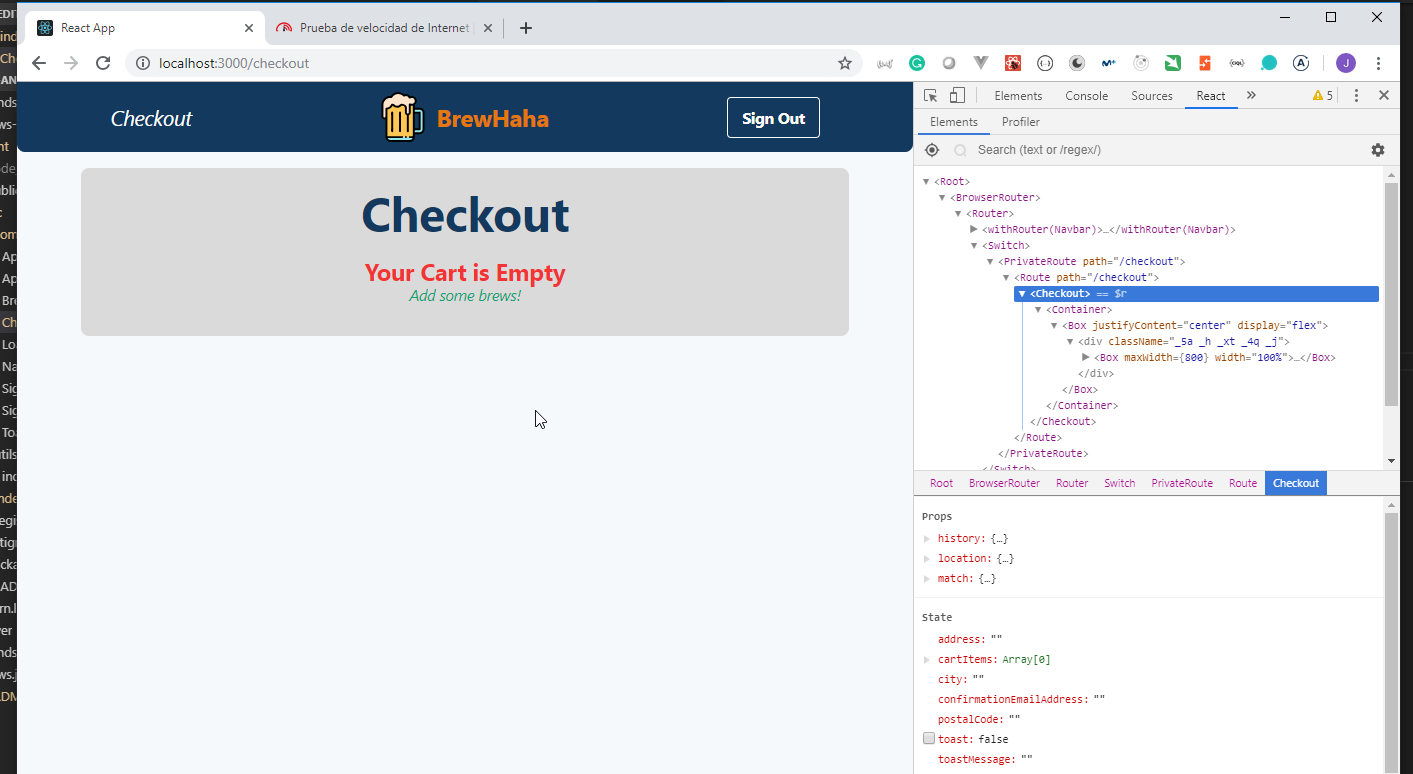 React App
Prueba de velocidad de Internet
localhost:3000/checkout
J
Checkout
BrewHaha
Sign Out
Checkout
Your Cart is Empty
Add some brews!
Elements Console Sources React » 5
Elements Profiler
Search (text or /regex/)
<Root>
<BrowserRouter>
<Router>
<withRouter(Navbar)>…</withRouter(Navbar)>
<Switch>
<PrivateRoute path="/checkout">
<Route path="/checkout">
<Checkout> == $r
<Container>
<Box justifyContent="center" display="flex">
<div className="_5a _h _xt _4q _j">
<Box maxWidth={800} width="100%">…</Box>
</div>
</Box>
</Container>
</Checkout>
</Route>
</PrivateRoute>
</Switch>
Root BrowserRouter Router Switch PrivateRoute Route Checkout
Props
history: {…}
location: {…}
match: {…}
State
address: ""
cartItems: Array[0]
city: ""
confirmationEmailAddress: ""
postalCode: ""
toast: false
toastMessage: ""